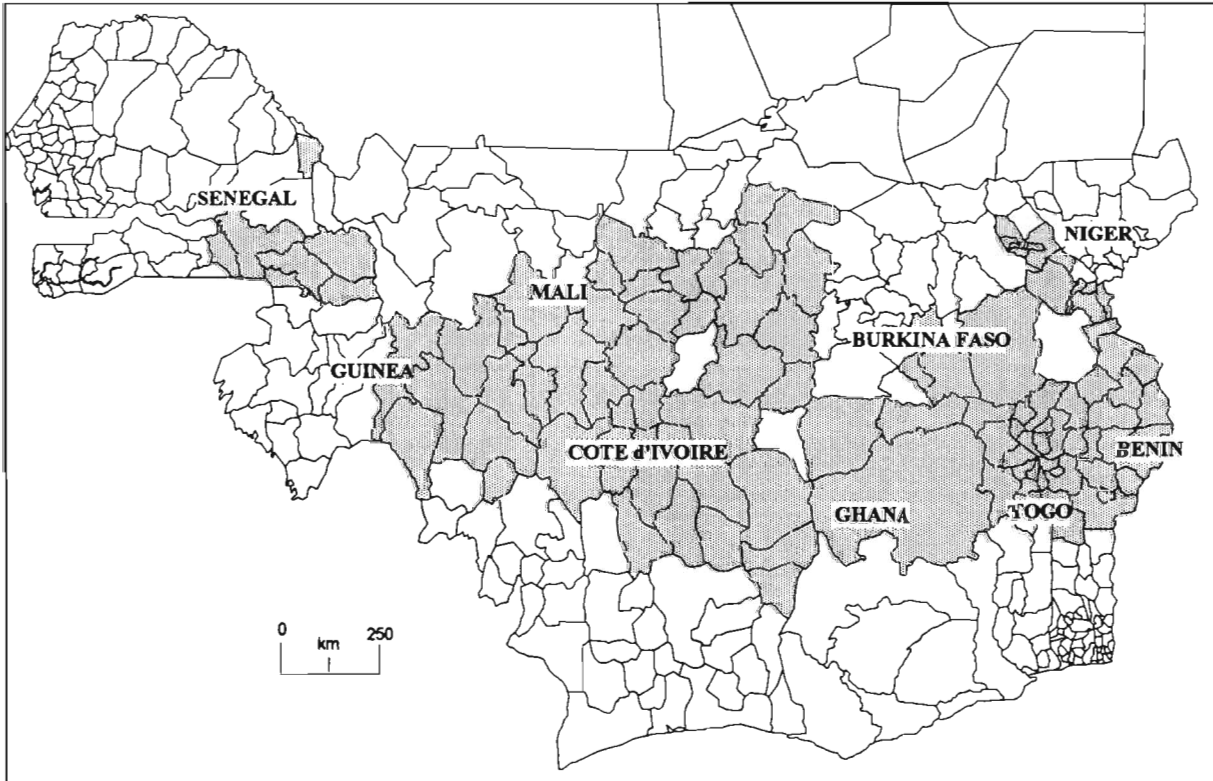 SENEGAL
NIGER
MALI
BURKINA FASO
GUINEA
COTE d'IVOIRE
BENIN
GHANA
TOGO
0 km 250